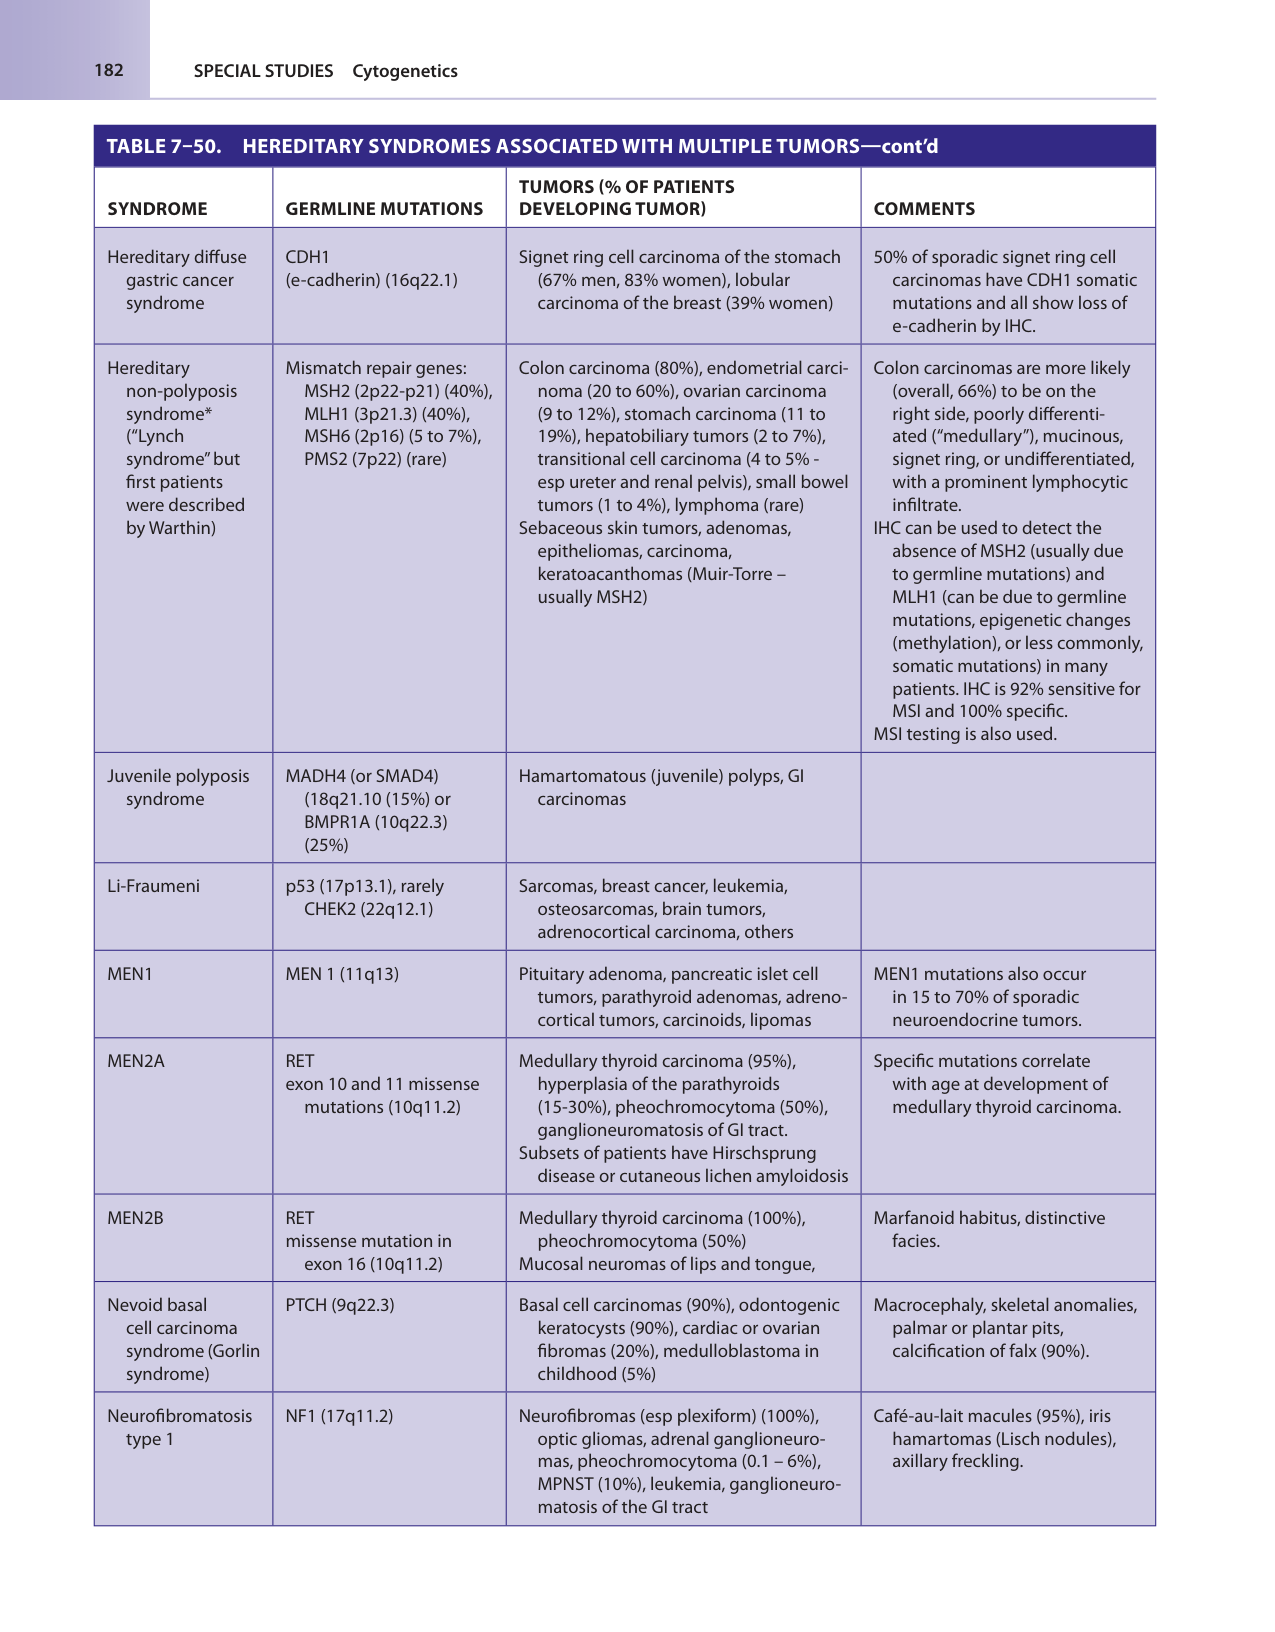 182
SPECIAL STUDIES Cytogenetics
TABLE 7–50. HEREDITARY SYNDROMES ASSOCIATED WITH MULTIPLE TUMORS—cont’d
SYNDROME
GERMLINE MUTATIONS
TUMORS (% OF PATIENTS
DEVELOPING TUMOR)
COMMENTS
Hereditary diffuse
gastric cancer
syndrome
CDH1
(e-cadherin) (16q22.1)
Signet ring cell carcinoma of the stomach
(67% men, 83% women), lobular
carcinoma of the breast (39% women)
50% of sporadic signet ring cell
carcinomas have CDH1 somatic
mutations and all show loss of
e-cadherin by IHC.
Hereditary
non-polyposis
syndrome*
(“Lynch
syndrome” but
first patients
were described
by Warthin)
Mismatch repair genes:
MSH2 (2p22-p21) (40%),
MLH1 (3p21.3) (40%),
MSH6 (2p16) (5 to 7%),
PMS2 (7p22) (rare)
Colon carcinoma (80%), endometrial carci-
noma (20 to 60%), ovarian carcinoma
(9 to 12%), stomach carcinoma (11 to
19%), hepatobiliary tumors (2 to 7%),
transitional cell carcinoma (4 to 5% -
esp ureter and renal pelvis), small bowel
tumors (1 to 4%), lymphoma (rare)
Sebaceous skin tumors, adenomas,
epitheliomas, carcinoma,
keratoacanthomas (Muir-Torre –
usually MSH2)
Colon carcinomas are more likely
(overall, 66%) to be on the
right side, poorly differenti-
ated (“medullary”), mucinous,
signet ring, or undifferentiated,
with a prominent lymphocytic
infiltrate.
IHC can be used to detect the
absence of MSH2 (usually due
to germline mutations) and
MLH1 (can be due to germline
mutations, epigenetic changes
(methylation), or less commonly,
somatic mutations) in many
patients. IHC is 92% sensitive for
MSI and 100% specific.
MSI testing is also used.
Juvenile polyposis
syndrome
MADH4 (or SMAD4)
(18q21.10 (15%) or
BMPR1A (10q22.3)
(25%)
Hamartomatous (juvenile) polyps, GI
carcinomas
Li-Fraumeni
p53 (17p13.1), rarely
CHEK2 (22q12.1)
Sarcomas, breast cancer, leukemia,
osteosarcomas, brain tumors,
adrenocortical carcinoma, others
MEN1
MEN 1 (11q13)
Pituitary adenoma, pancreatic islet cell
tumors, parathyroid adenomas, adreno-
cortical tumors, carcinoids, lipomas
MEN1 mutations also occur
in 15 to 70% of sporadic
neuroendocrine tumors.
MEN2A
RET
exon 10 and 11 missense
mutations (10q11.2)
Medullary thyroid carcinoma (95%),
hyperplasia of the parathyroids
(15-30%), pheochromocytoma (50%),
ganglioneuromatosis of GI tract.
Subsets of patients have Hirschsprung
disease or cutaneous lichen amyloidosis
Specific mutations correlate
with age at development of
medullary thyroid carcinoma.
MEN2B
RET
missense mutation in
exon 16 (10q11.2)
Medullary thyroid carcinoma (100%),
pheochromocytoma (50%)
Mucosal neuromas of lips and tongue,
Marfanoid habitus, distinctive
facies.
Nevoid basal
cell carcinoma
syndrome (Gorlin
syndrome)
PTCH (9q22.3)
Basal cell carcinomas (90%), odontogenic
keratocysts (90%), cardiac or ovarian
fibromas (20%), medulloblastoma in
childhood (5%)
Macrocephaly, skeletal anomalies,
palmar or plantar pits,
calcification of falx (90%).
Neurofibromatosis
type 1
NF1 (17q11.2)
Neurofibromas (esp plexiform) (100%),
optic gliomas, adrenal ganglioneuro-
mas, pheochromocytoma (0.1 – 6%),
MPNST (10%), leukemia, ganglioneuro-
matosis of the GI tract
Café-au-lait macules (95%), iris
hamartomas (Lisch nodules),
axillary freckling.